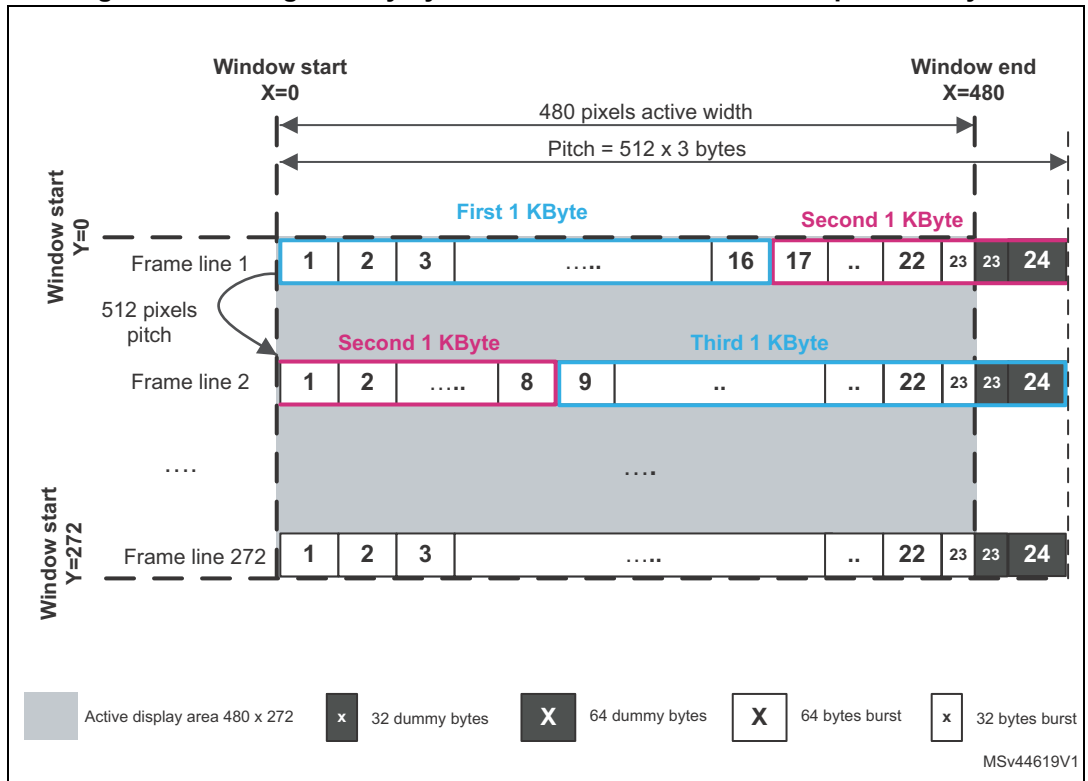 Window start
X=0
Window end
X=480
480 pixels active width
Pitch = 512 x 3 bytes
Window start
Y=0
First 1 KByte
Second 1 KByte
Frame line 1
1 2 3 ..... 16 17 .. 22 23 23 24
512 pixels
pitch
Second 1 KByte
Third 1 KByte
Frame line 2
1 2 ..... 8 9 .. .. 22 23 23 24
.... ....
Window start
Y=272
Frame line 272
1 2 3 ..... .. 22 23 23 24
Active display area 480 x 272
x 32 dummy bytes
X 64 dummy bytes
X 64 bytes burst
x 32 bytes burst
MSv44619V1